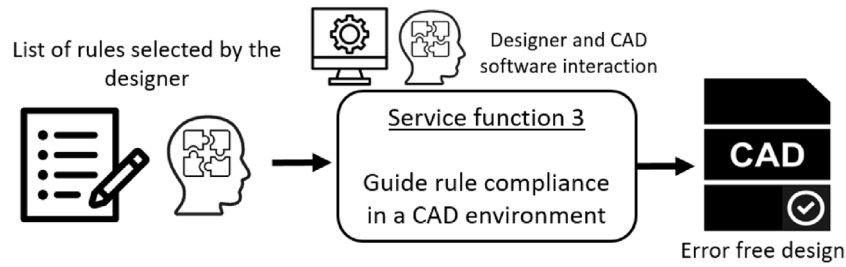 List of rules selected by the
designer
Designer and CAD
software interaction
Service function 3
Guide rule compliance
in a CAD environment
CAD
Error free design